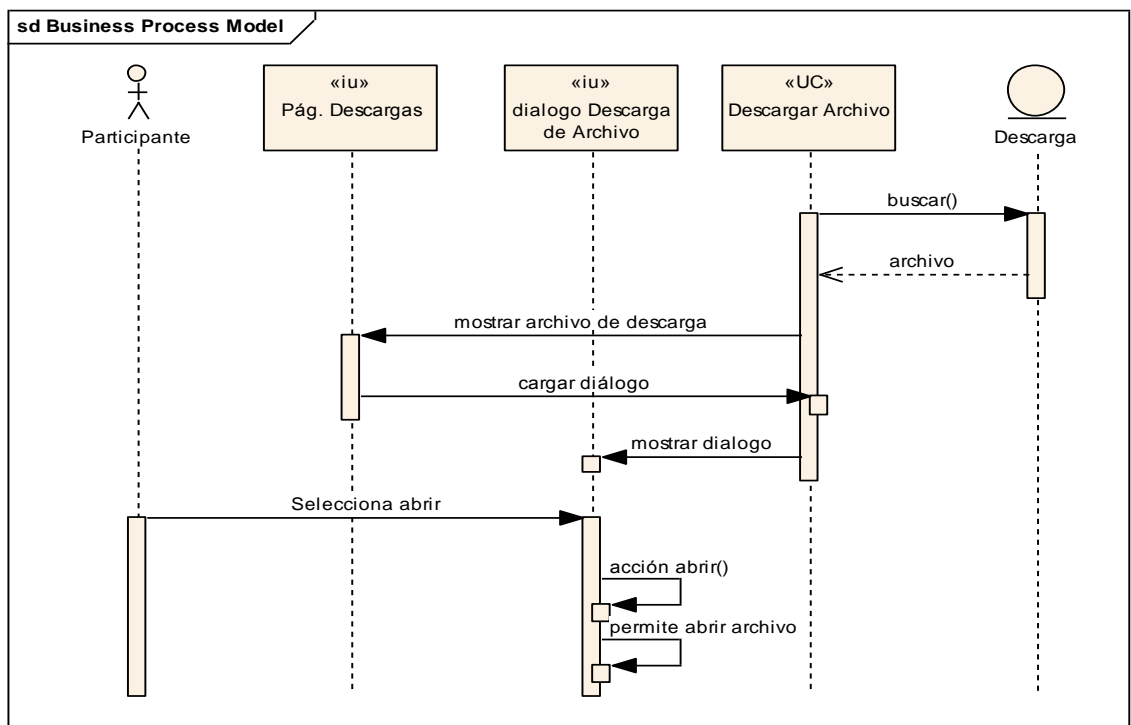 sd Business Process Model
Participante
«iu»
Pág. Descargas
«iu»
dialogo Descarga
de Archivo
«UC»
Descargar Archivo
Descarga
buscar()
archivo
mostrar archivo de descarga
cargar diálogo
mostrar dialogo
Selecciona abrir
acción abrir()
permite abrir archivo